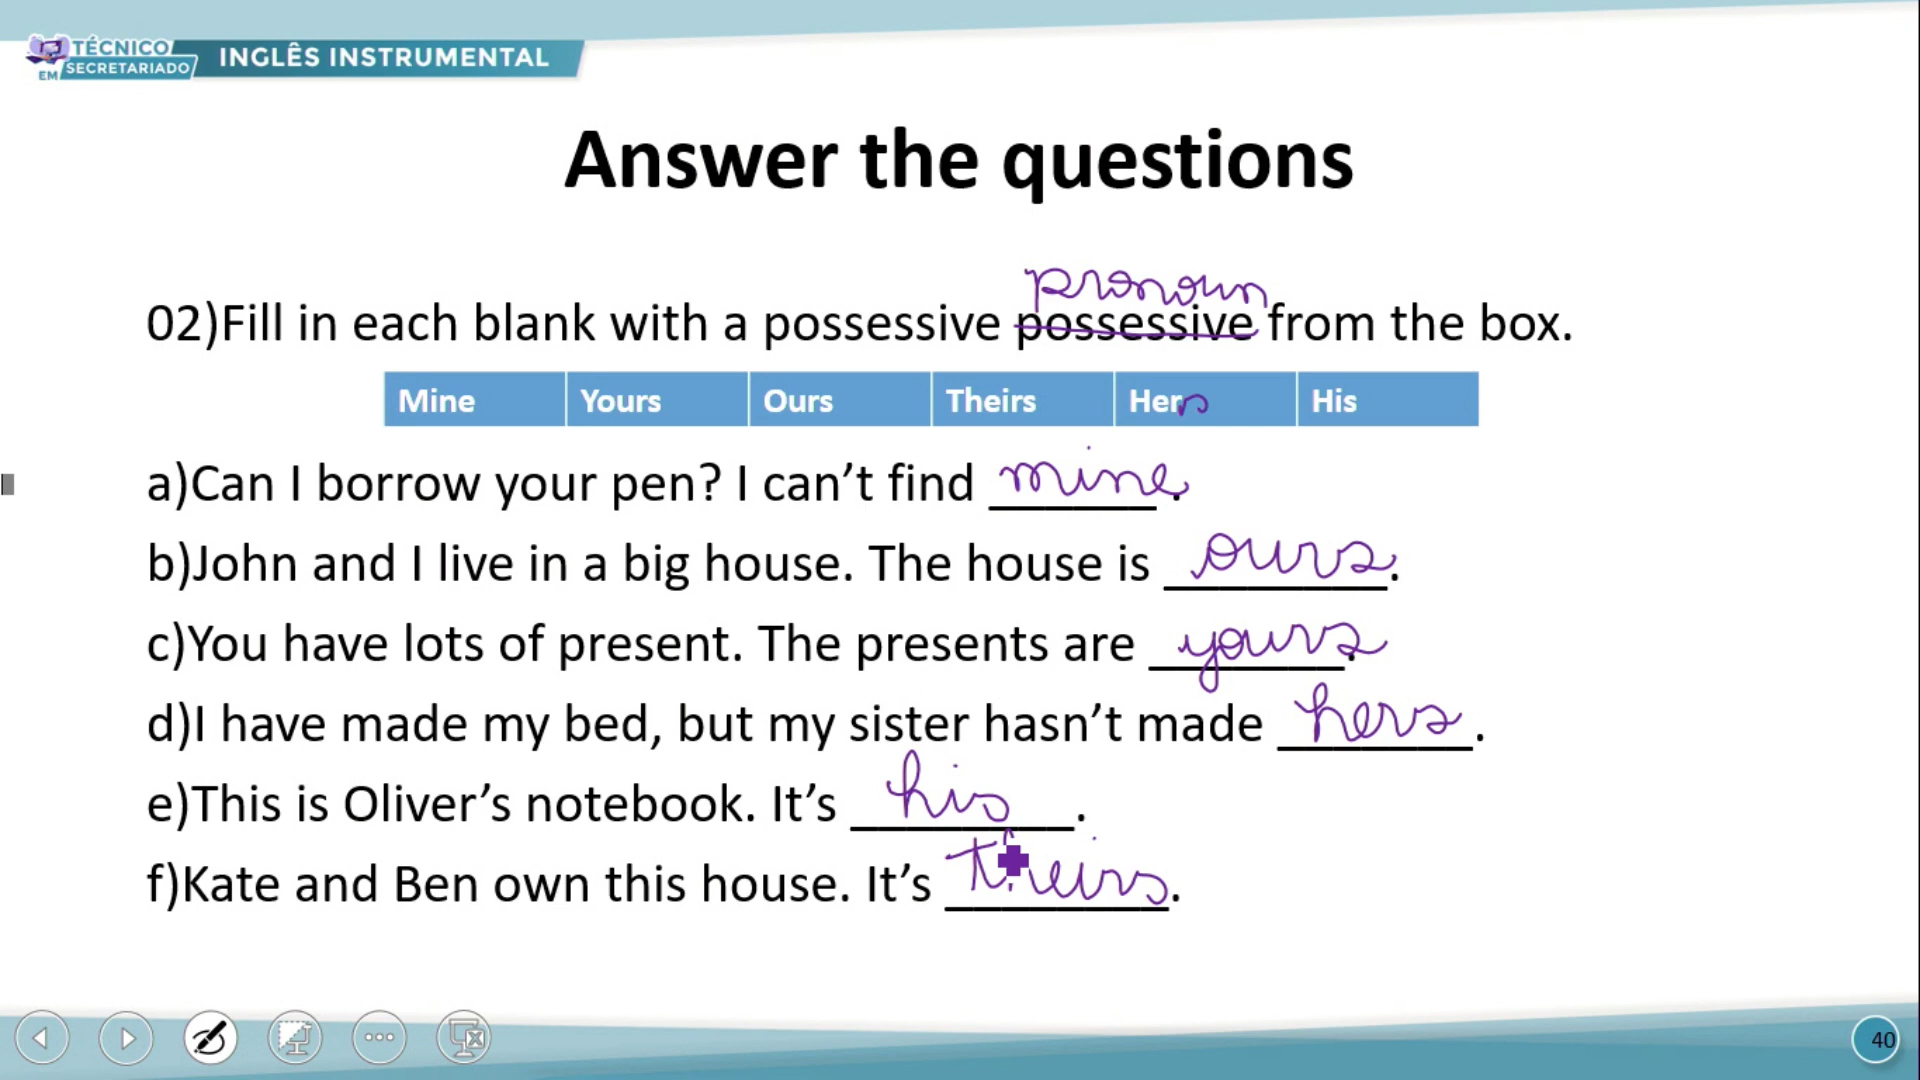 TÉCNICO
EM SECRETARIADO
INGLÊS INSTRUMENTAL
Answer the questions
pronoun
02)Fill in each blank with a possessive possessive from the box.
Mine Yours Ours Theirs Hers His
a)Can I borrow your pen? I can’t find mine.
b)John and I live in a big house. The house is ours.
c)You have lots of present. The presents are yours.
d)I have made my bed, but my sister hasn’t made hers.
e)This is Oliver’s notebook. It’s his.
f)Kate and Ben own this house. It’s theirs.
40